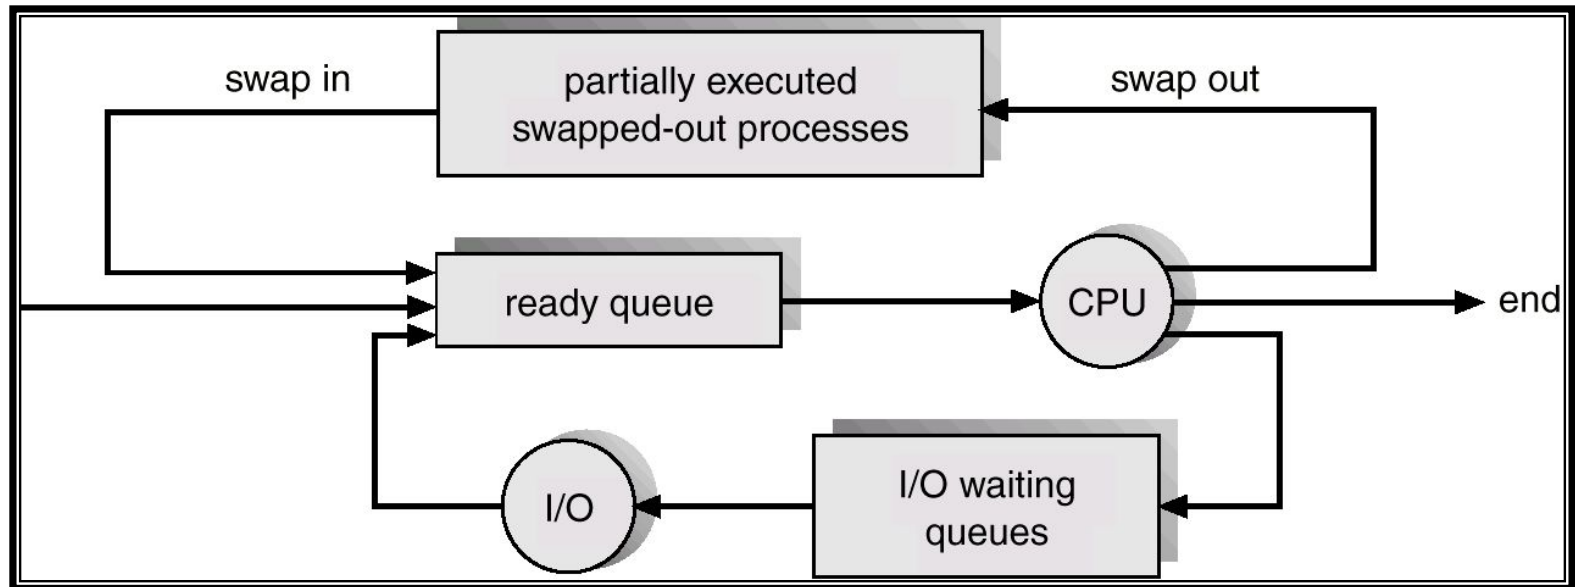 swap in
partially executed
swapped-out processes
swap out
ready queue
CPU
end
I/O
I/O waiting
queues